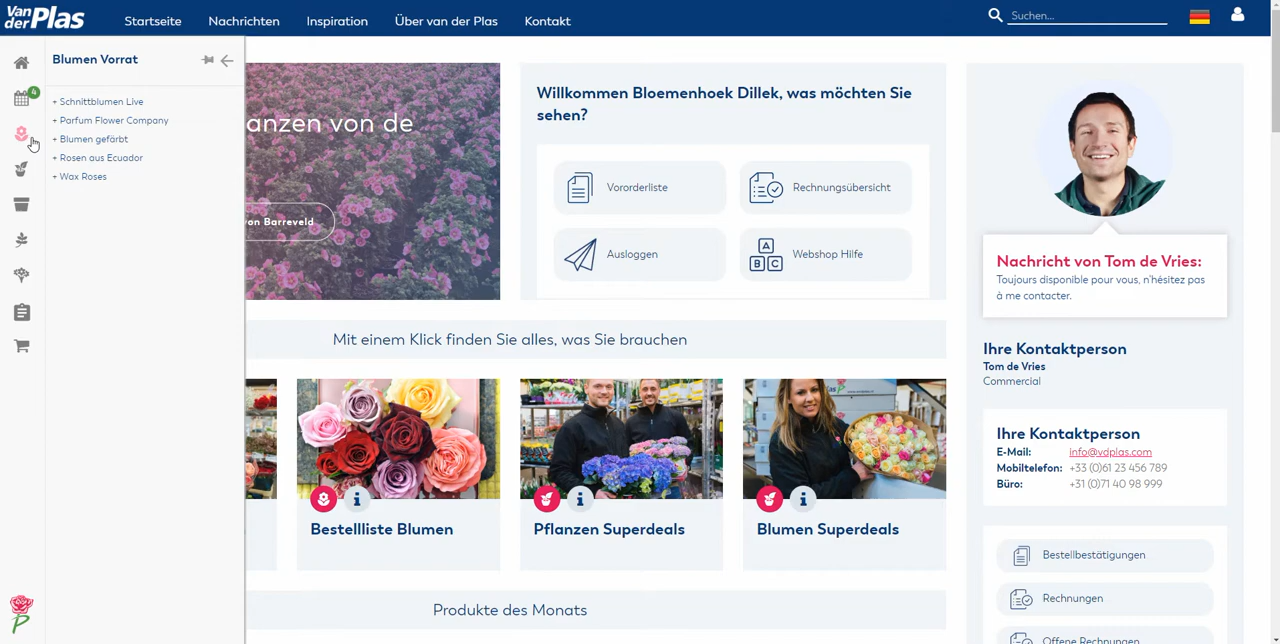 Van der Plas
Startseite
Nachrichten
Inspiration
Über van der Plas
Kontakt
Suchen...
4
Blumen Vorrat
+ Schnittblumen Live
+ Parfum Flower Company
+ Blumen gefärbt
+ Rosen aus Ecuador
+ Wax Roses
anzen von de
von Barreveld
Willkommen Bloemenhoek Dillek, was möchten Sie
sehen?
Vororderliste
Rechnungsübersicht
Ausloggen
A
B C
Webshop Hilfe
Nachricht von Tom de Vries:
Toujours disponible pour vous, n'hésitez pas
à me contacter.
Mit einem Klick finden Sie alles, was Sie brauchen
Bestellliste Blumen
Pflanzen Superdeals
Blumen Superdeals
Ihre Kontaktperson
Tom de Vries
Commercial
Ihre Kontaktperson
E-Mail: info@vdplas.com
Mobiltelefon: +33 (0)61 23 456 789
Büro: +31 (0)71 40 98 999
Bestellbestätigungen
Rechnungen
Offene Rechnungen
Produkte des Monats
P